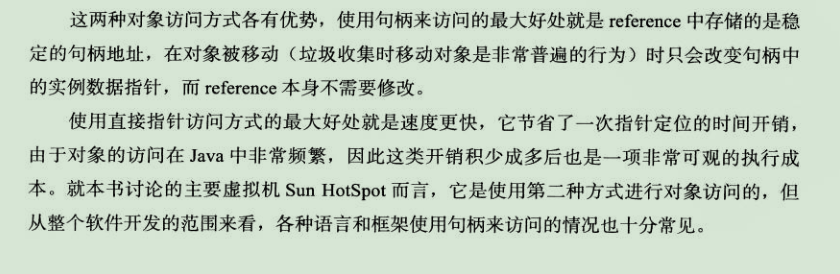 这两种对象访问方式各有优势，使用句柄来访问的最大好处就是 reference 中存储的是稳
定的句柄地址，在对象被移动（垃圾收集时移动对象是非常普遍的行为）时只会改变句柄中
的实例数据指针，而 reference 本身不需要修改。
使用直接指针访问方式的最大好处就是速度更快，它节省了一次指针定位的时间开销，
由于对象的访问在 Java 中非常频繁，因此这类开销积少成多后也是一项非常可观的执行成
本。就本书讨论的主要虚拟机 Sun HotSpot 而言，它是使用第二种方式进行对象访问的，但
从整个软件开发的范围来看，各种语言和框架使用句柄来访问的情况也十分常见。